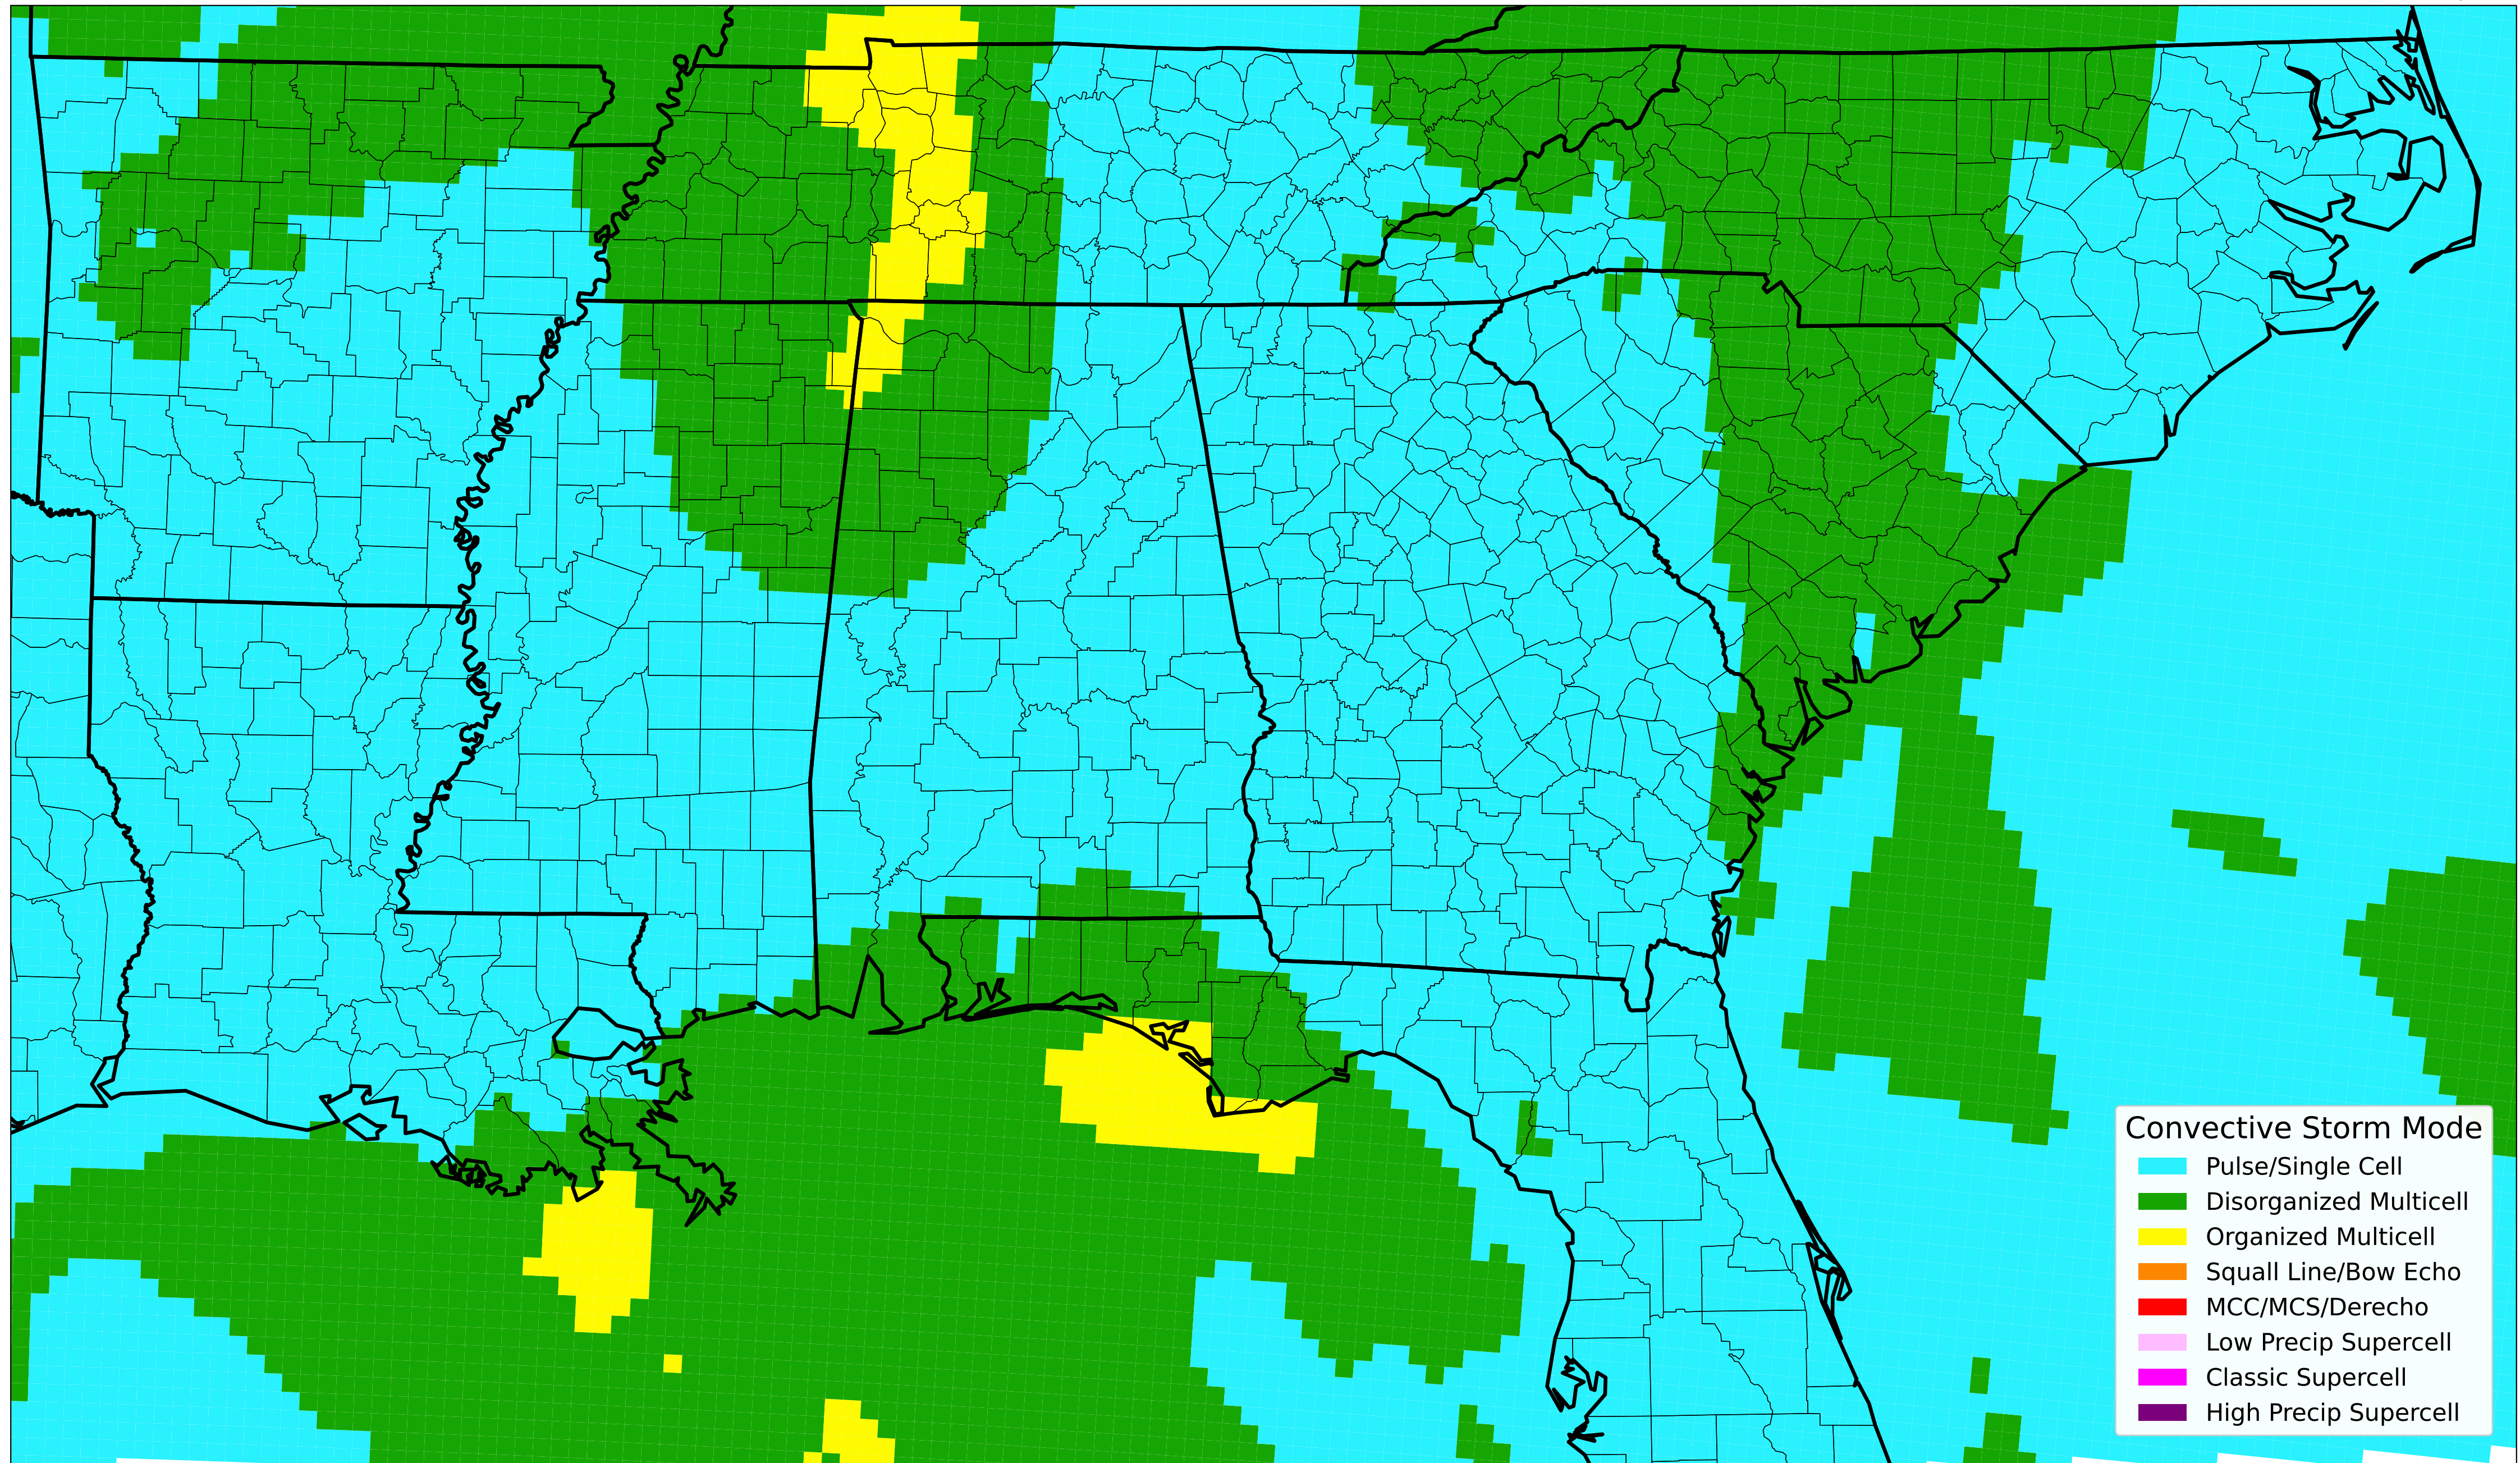 Convective Storm Mode
Pulse/Single Cell
Disorganized Multicell
Organized Multicell
Squall Line/Bow Echo
MCC/MCS/Derecho
Low Precip Supercell
Classic Supercell
High Precip Supercell